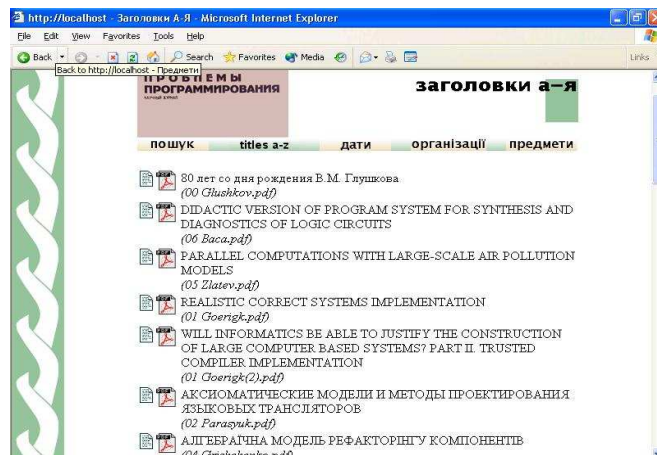 http://localhost - Заголовки А-Я - Microsoft Internet Explorer
File Edit View Favorites Tools Help
Back Search Favorites Media Links
Back to http://localhost - Предмети
ПРОБЛЕМЫ
ПРОГРАММИРОВАНИЯ
заголовки а–я
пошук titles a-z дати організації предмети
80 лет со дня рождения В.М. Глушкова
(00 Glushkov.pdf)
DIDACTIC VERSION OF PROGRAM SYSTEM FOR SYNTHESIS AND
DIAGNOSTICS OF LOGIC CIRCUITS
(06 Baca.pdf)
PARALLEL COMPUTATIONS WITH LARGE-SCALE AIR POLLUTION
MODELS
(05 Zlatev.pdf)
REALISTIC CORRECT SYSTEMS IMPLEMENTATION
(01 Goerigk.pdf)
WILL INFORMATICS BE ABLE TO JUSTIFY THE CONSTRUCTION
OF LARGE COMPUTER BASED SYSTEMS? PART II. TRUSTED
COMPILER IMPLEMENTATION
(01 Goerigk(2).pdf)
АКСИОМАТИЧЕСКИЕ МОДЕЛИ И МЕТОДЫ ПРОЕКТИРОВАНИЯ
ЯЗЫКОВЫХ ТРАНСЛЯТОРОВ
(02 Parasyuk.pdf)
АЛГЕБРАЇЧНА МОДЕЛЬ РЕФАКТОРІНГУ КОМПОНЕНТІВ